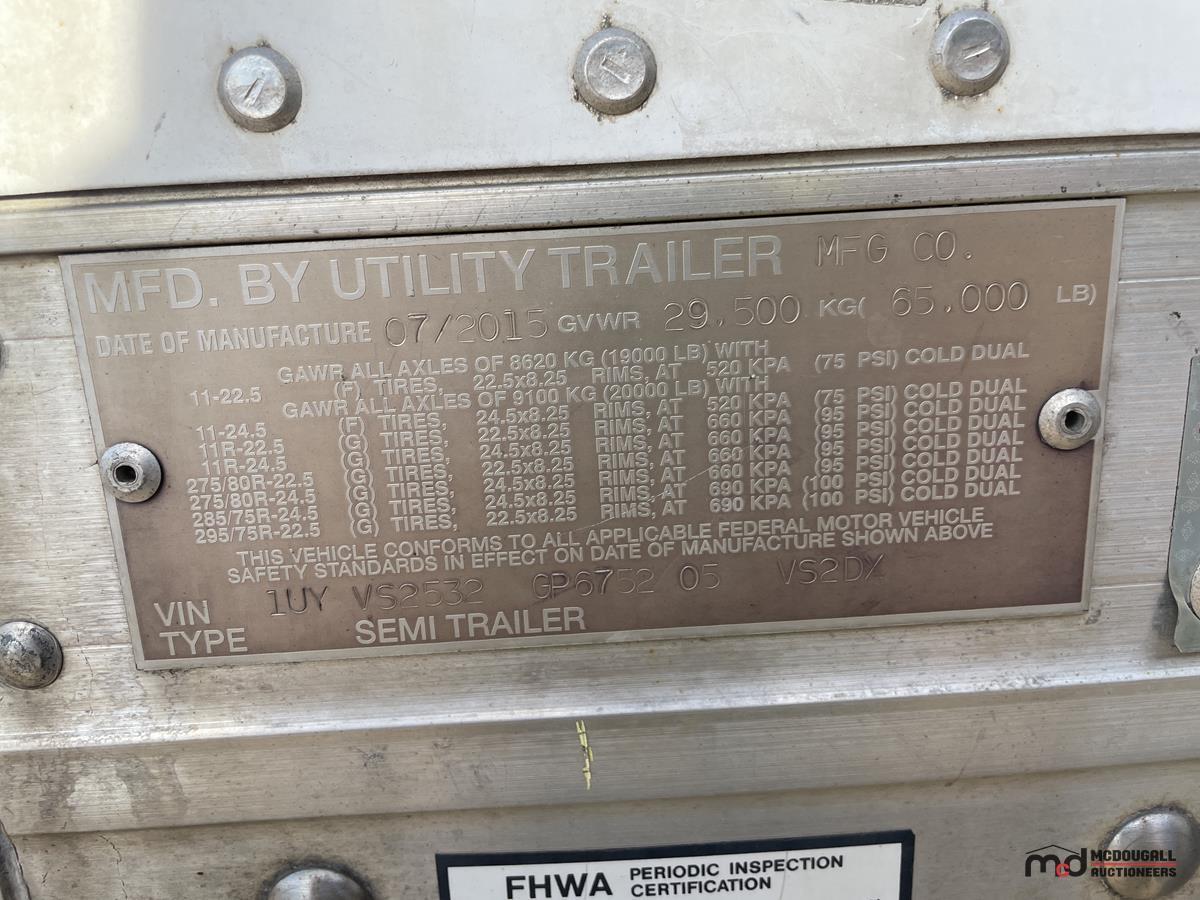 MFD. BY UTILITY TRAILER MFG CO.
DATE OF MANUFACTURE 07/2015 GVWR 29,500 KG( 65,000 LB)
GAWR ALL AXLES OF 8620 KG (19000 LB) WITH
11-22.5 (F) TIRES, 22.5x8.25 RIMS, AT 520 KPA (75 PSI) COLD DUAL
GAWR ALL AXLES OF 9100 KG (20000 LB) WITH
11-24.5 (F) TIRES, 24.5x8.25 RIMS, AT 520 KPA (75 PSI) COLD DUAL
11R-22.5 (G) TIRES, 22.5x8.25 RIMS, AT 660 KPA (95 PSI) COLD DUAL
11R-24.5 (G) TIRES, 24.5x8.25 RIMS, AT 660 KPA (95 PSI) COLD DUAL
275/80R-22.5 (G) TIRES, 22.5x8.25 RIMS, AT 660 KPA (95 PSI) COLD DUAL
275/80R-24.5 (G) TIRES, 24.5x8.25 RIMS, AT 660 KPA (95 PSI) COLD DUAL
285/75R-24.5 (G) TIRES, 24.5x8.25 RIMS, AT 690 KPA (100 PSI) COLD DUAL
295/75R-22.5 (G) TIRES, 22.5x8.25 RIMS, AT 690 KPA (100 PSI) COLD DUAL
THIS VEHICLE CONFORMS TO ALL APPLICABLE FEDERAL MOTOR VEHICLE
SAFETY STANDARDS IN EFFECT ON DATE OF MANUFACTURE SHOWN ABOVE
VIN 1UY VS2532 GP6752 05 VS2DX
TYPE SEMI TRAILER
FHWA PERIODIC INSPECTION
CERTIFICATION
mcd MCDOUGALL
AUCTIONEERS